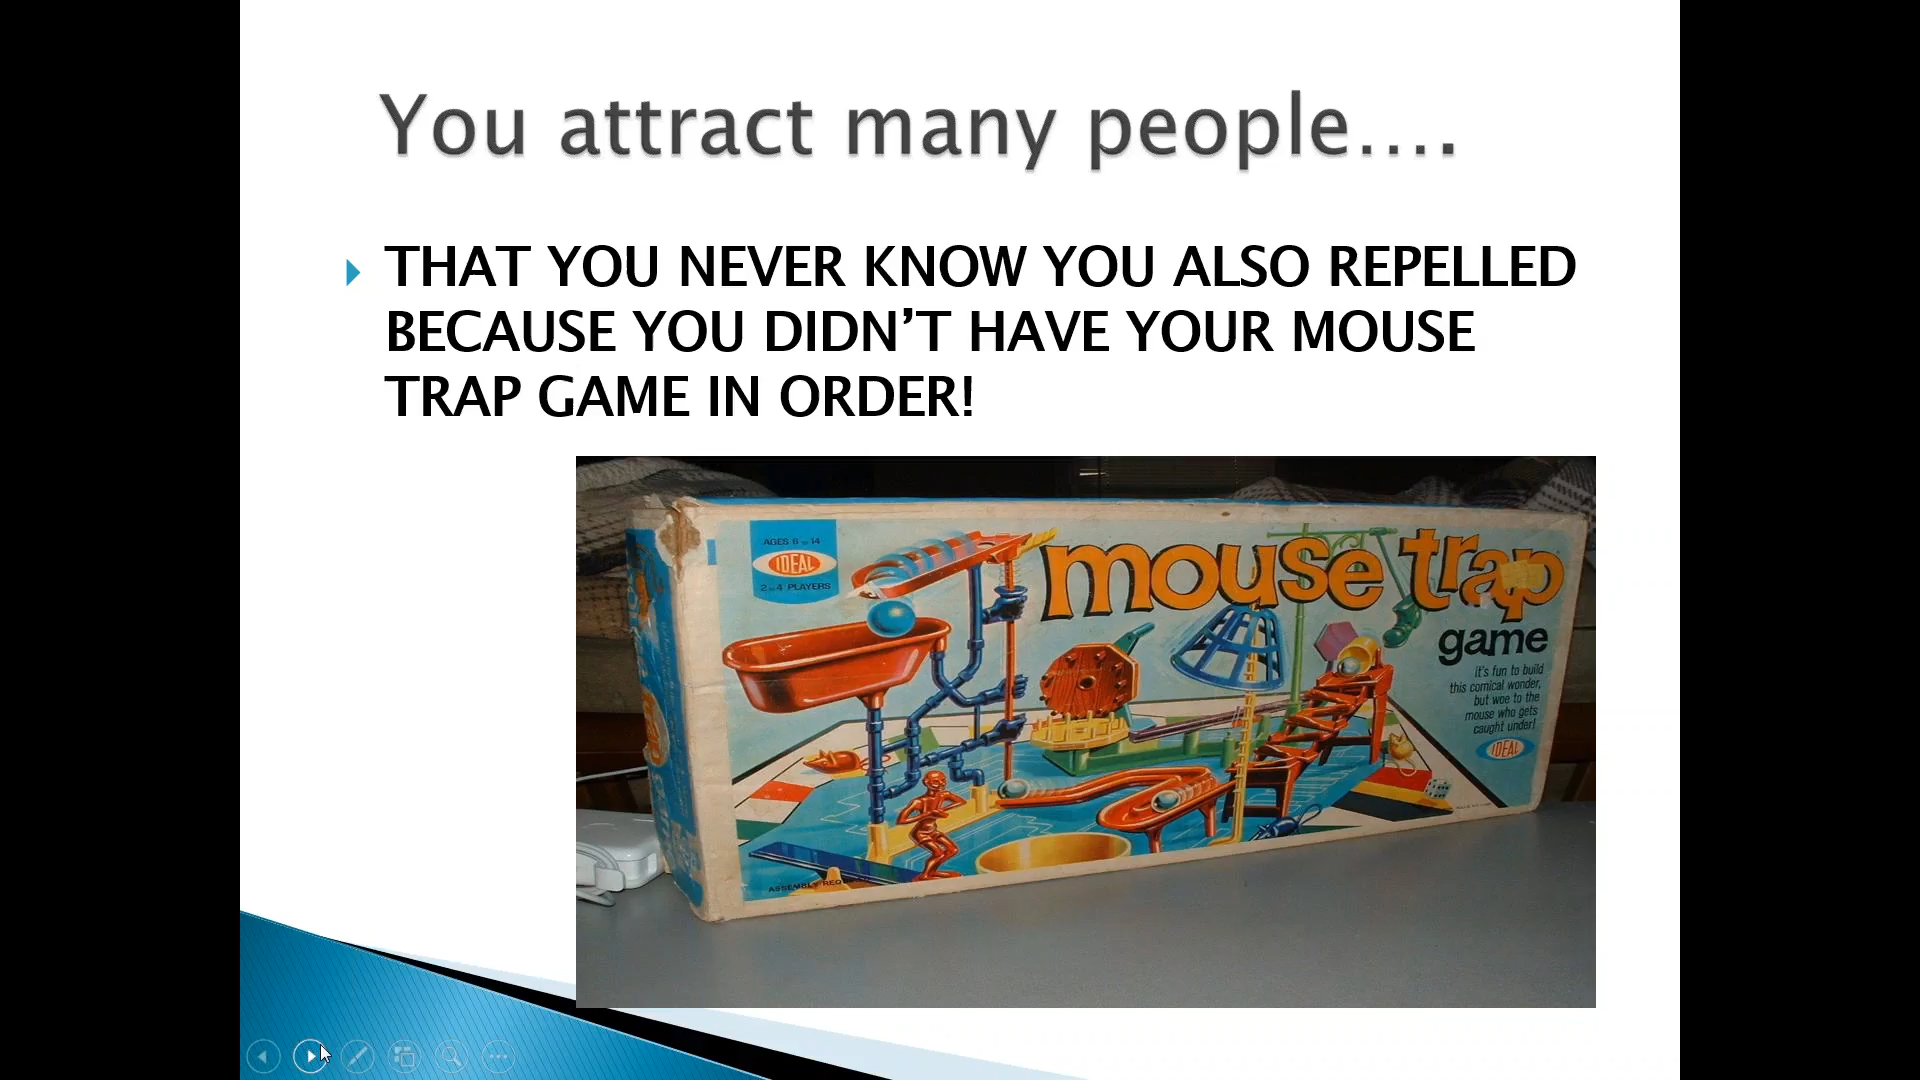 You attract many people....
THAT YOU NEVER KNOW YOU ALSO REPELLED
BECAUSE YOU DIDN’T HAVE YOUR MOUSE
TRAP GAME IN ORDER!
AGES 6 to 14
IDEAL
2 to 4 PLAYERS
mouse trap
game
it's fun to build
this comical wonder,
but woe to the
mouse who gets
caught under!
IDEAL
ASSEMBLY